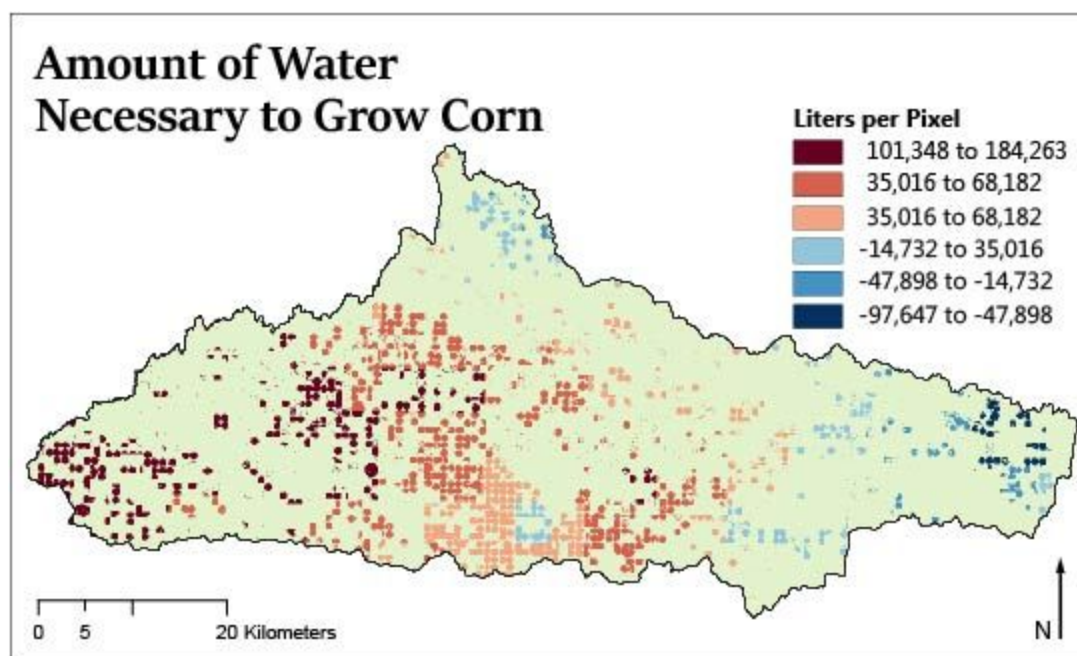 Amount of Water
Necessary to Grow Corn
Liters per Pixel
101,348 to 184,263
35,016 to 68,182
35,016 to 68,182
-14,732 to 35,016
-47,898 to -14,732
-97,647 to -47,898
0 5 20 Kilometers
N